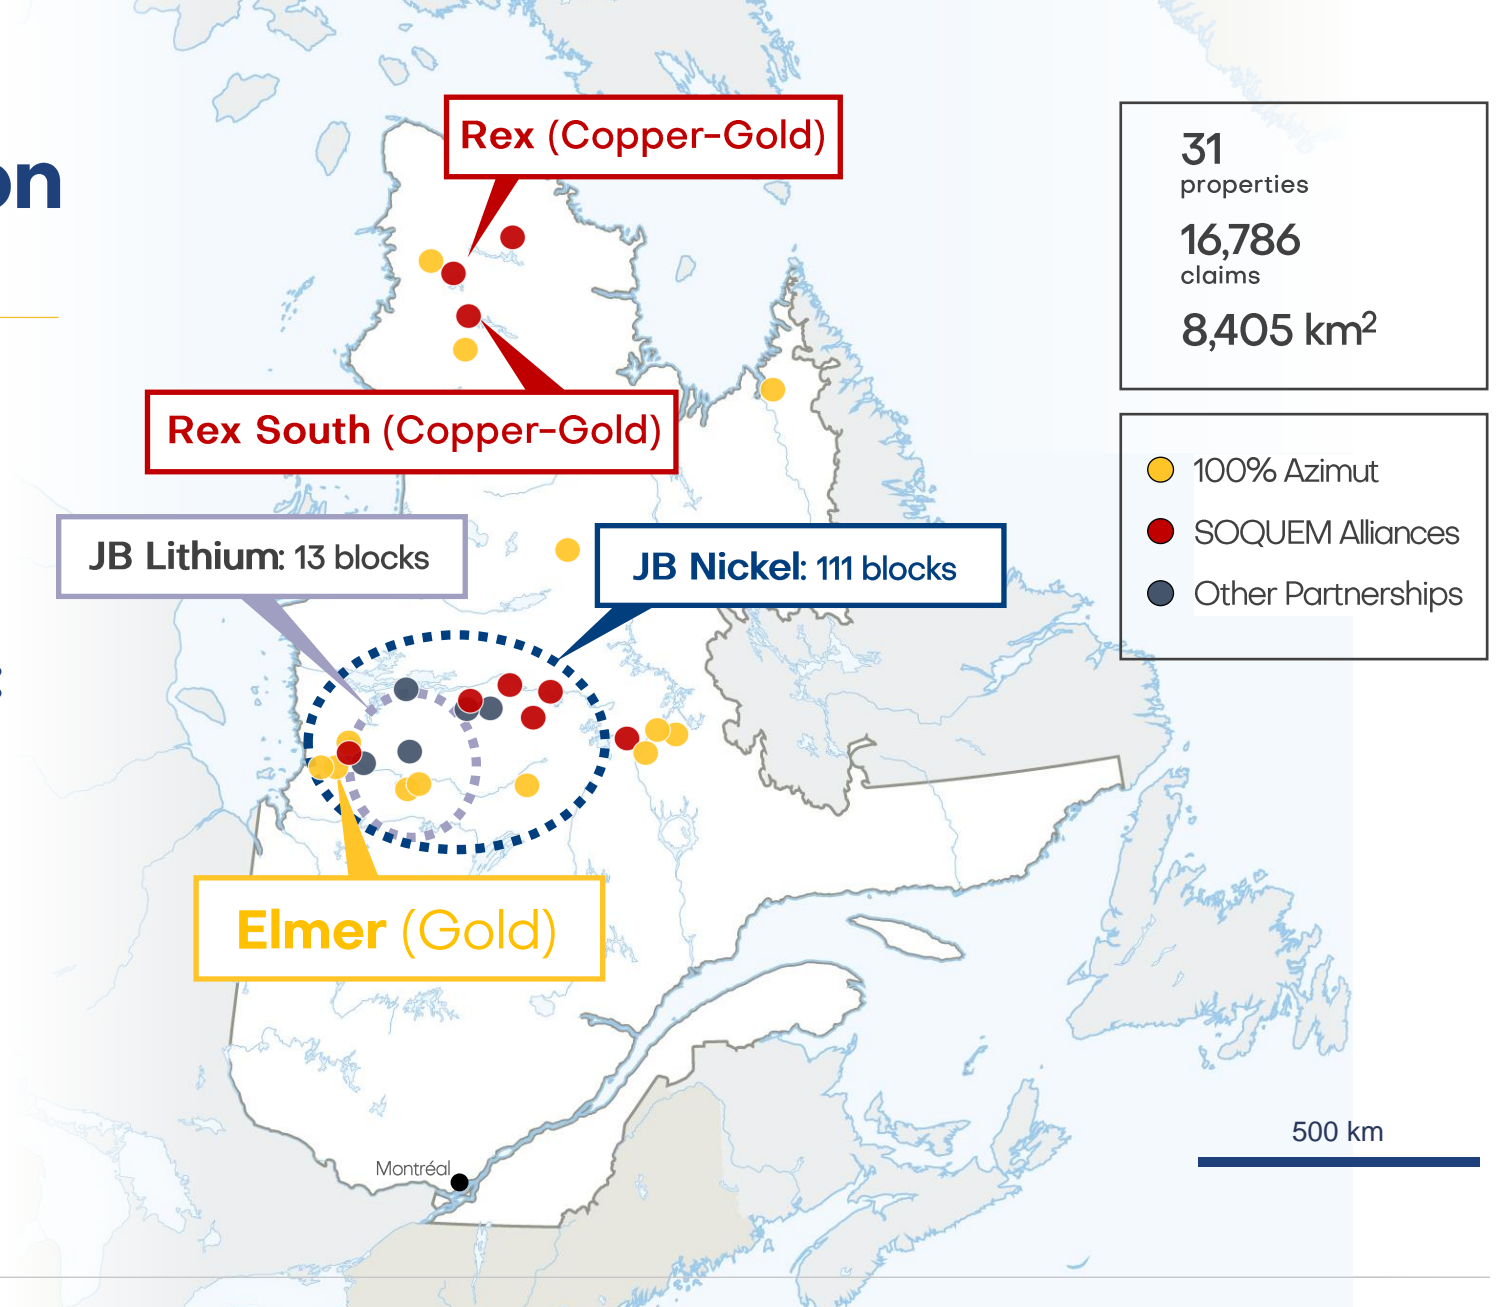 on
:
Rex (Copper-Gold)
31
properties
16,786
claims
8,405 km²
Rex South (Copper-Gold)
100% Azimut
SOQUEM Alliances
Other Partnerships
JB Lithium: 13 blocks
JB Nickel: 111 blocks
Elmer (Gold)
500 km
Montréal